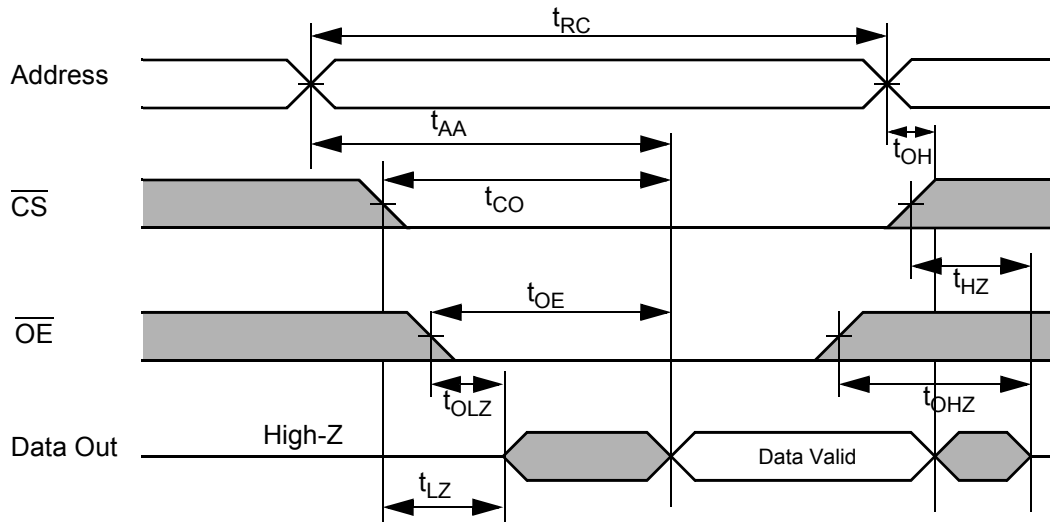 tRC
Address
tAA
tOH
CS
tCO
tHZ
OE
tOE
tOLZ
tOHZ
Data Out
High-Z
Data Valid
tLZ